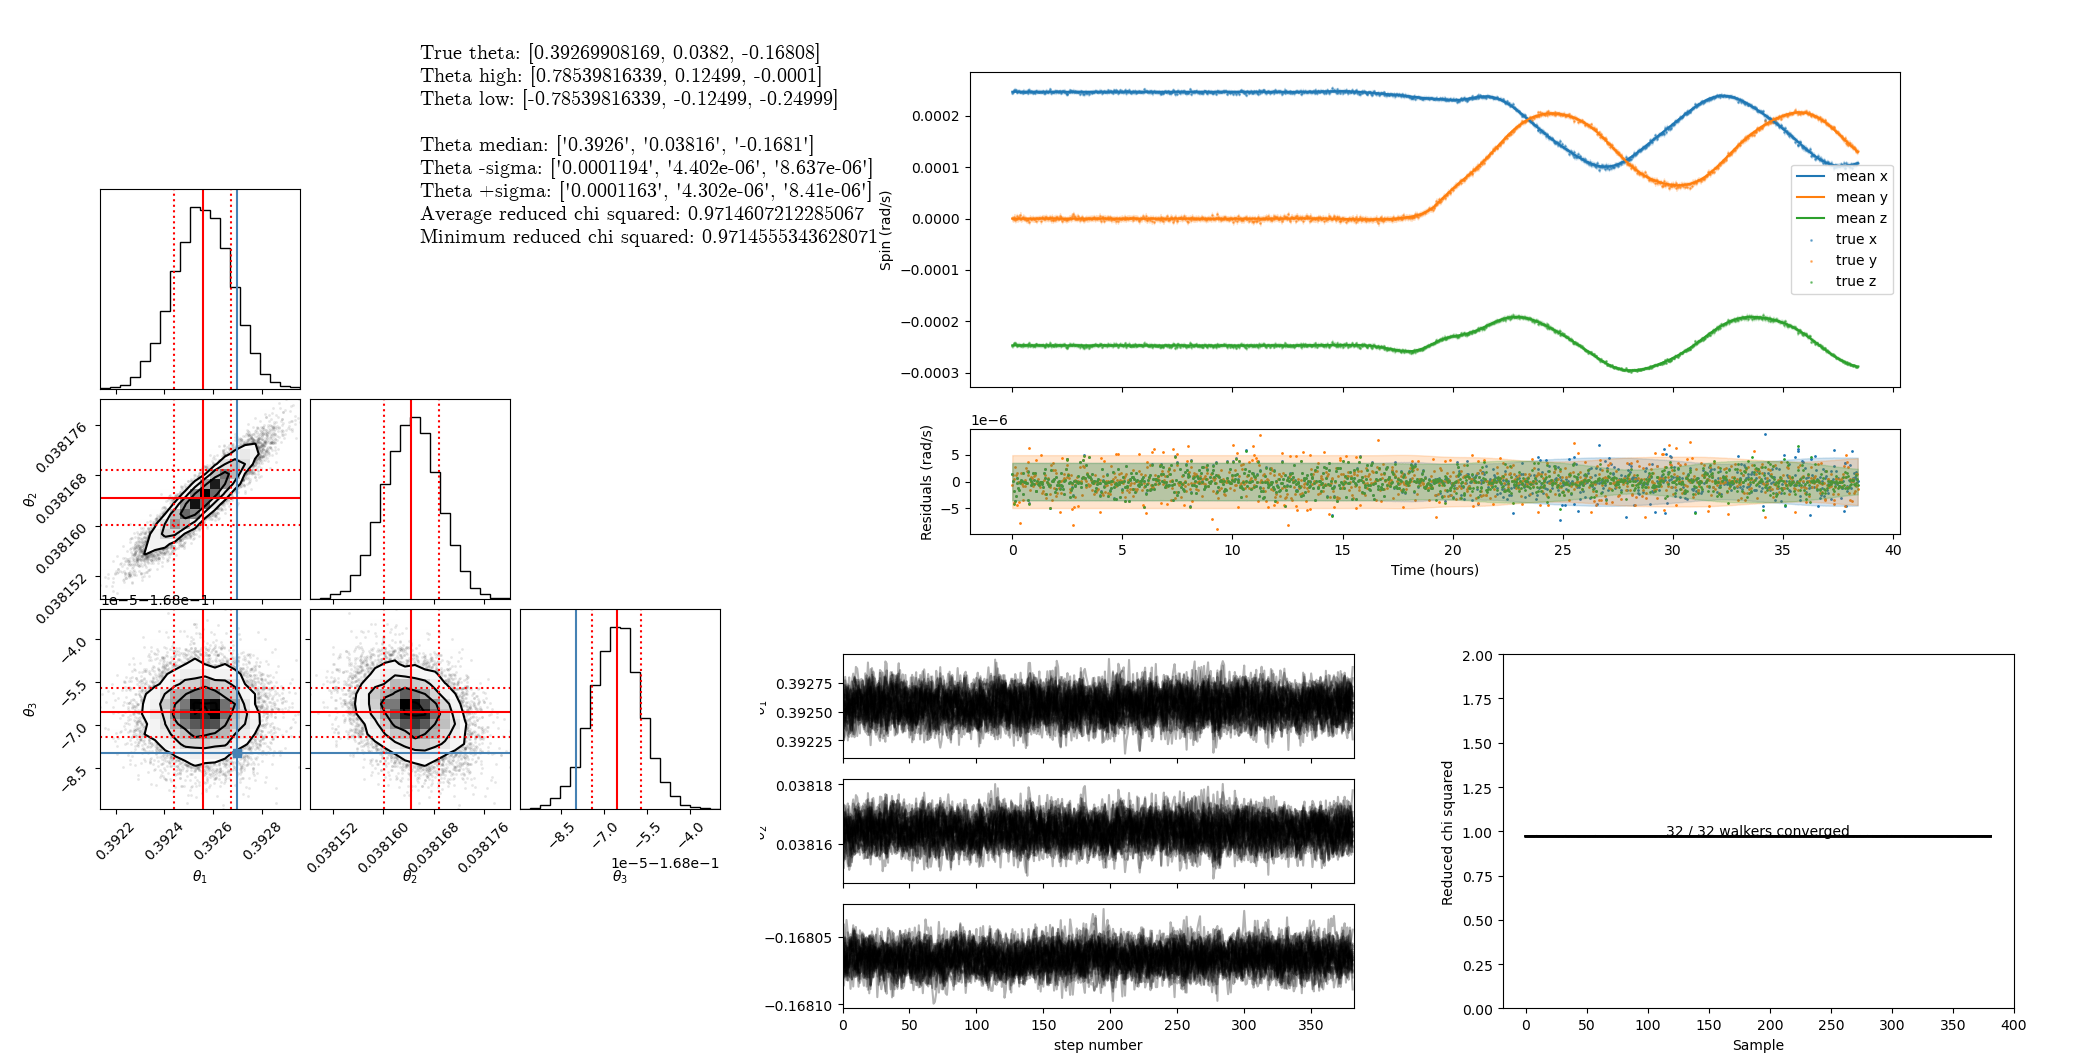 True theta: [0.39269908169, 0.0382, -0.16808]
Theta high: [0.78539816339, 0.12499, -0.0001]
Theta low: [-0.78539816339, -0.12499, -0.24999]
Theta median: ['0.3926', '0.03816', '-0.1681']
Theta -sigma: ['0.0001194', '4.402e-06', '8.637e-06']
Theta +sigma: ['0.0001163', '4.302e-06', '8.41e-06']
Average reduced chi squared: 0.9714607212285067
Minimum reduced chi squared: 0.9714555343628071
θ2
0.038176
0.038168
0.038160
0.038152
1e−5−1.68e−1
θ3
−4.0
−5.5
−7.0
−8.5
0.3922
0.3924
0.3926
0.3928
θ1
0.038152
0.038160
0.038168
0.038176
θ2
−8.5
−7.0
−5.5
−4.0
1e−5−1.68e−1
θ3
Spin (rad/s)
0.0002
0.0001
0.0000
−0.0001
−0.0002
−0.0003
mean x
mean y
mean z
true x
true y
true z
1e−6
Residuals (rad/s)
5
0
−5
0
5
10
15
20
25
30
35
40
Time (hours)
0.39275
0.39250
0.39225
0.03818
0.03816
−0.16805
−0.16810
0
50
100
150
200
250
300
350
step number
Reduced chi squared
2.00
1.75
1.50
1.25
1.00
0.75
0.50
0.25
0.00
32 / 32 walkers converged
0
50
100
150
200
250
300
350
400
Sample